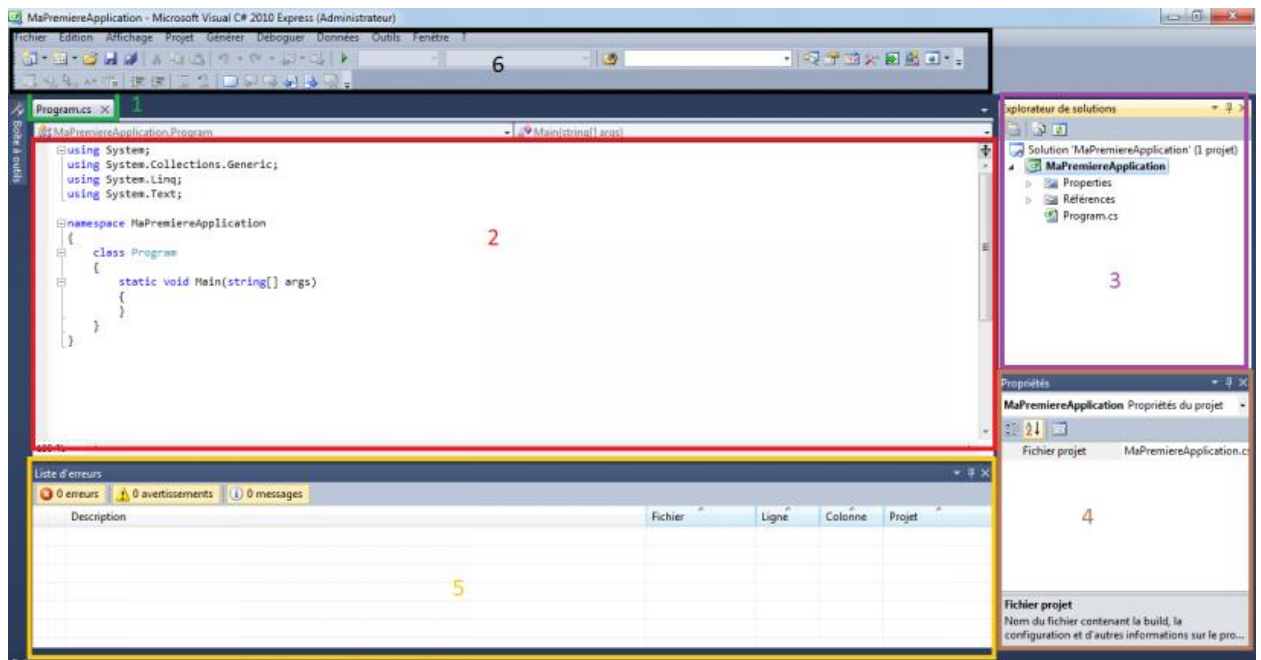 MaPremiereApplication - Microsoft Visual C# 2010 Express (Administrateur)
Fichier Edition Affichage Projet Générer Déboguer Données Outils Fenêtre ?
6
Program.cs 1
Boîte à outils
MaPremiereApplication.Program Main(string[] args)
using System;
using System.Collections.Generic;
using System.Linq;
using System.Text;
namespace MaPremiereApplication
{
class Program
{
static void Main(string[] args)
{
}
}
}
2
Explorateur de solutions
Solution 'MaPremiereApplication' (1 projet)
MaPremiereApplication
Properties
Références
Program.cs
3
Propriétés
MaPremiereApplication Propriétés du projet
Fichier projet MaPremiereApplication.c
4
Fichier projet
Nom du fichier contenant la build, la
configuration et d'autres informations sur le pro...
Liste d'erreurs
0 erreurs 0 avertissements 0 messages
Description Fichier Ligne Colonne Projet
5